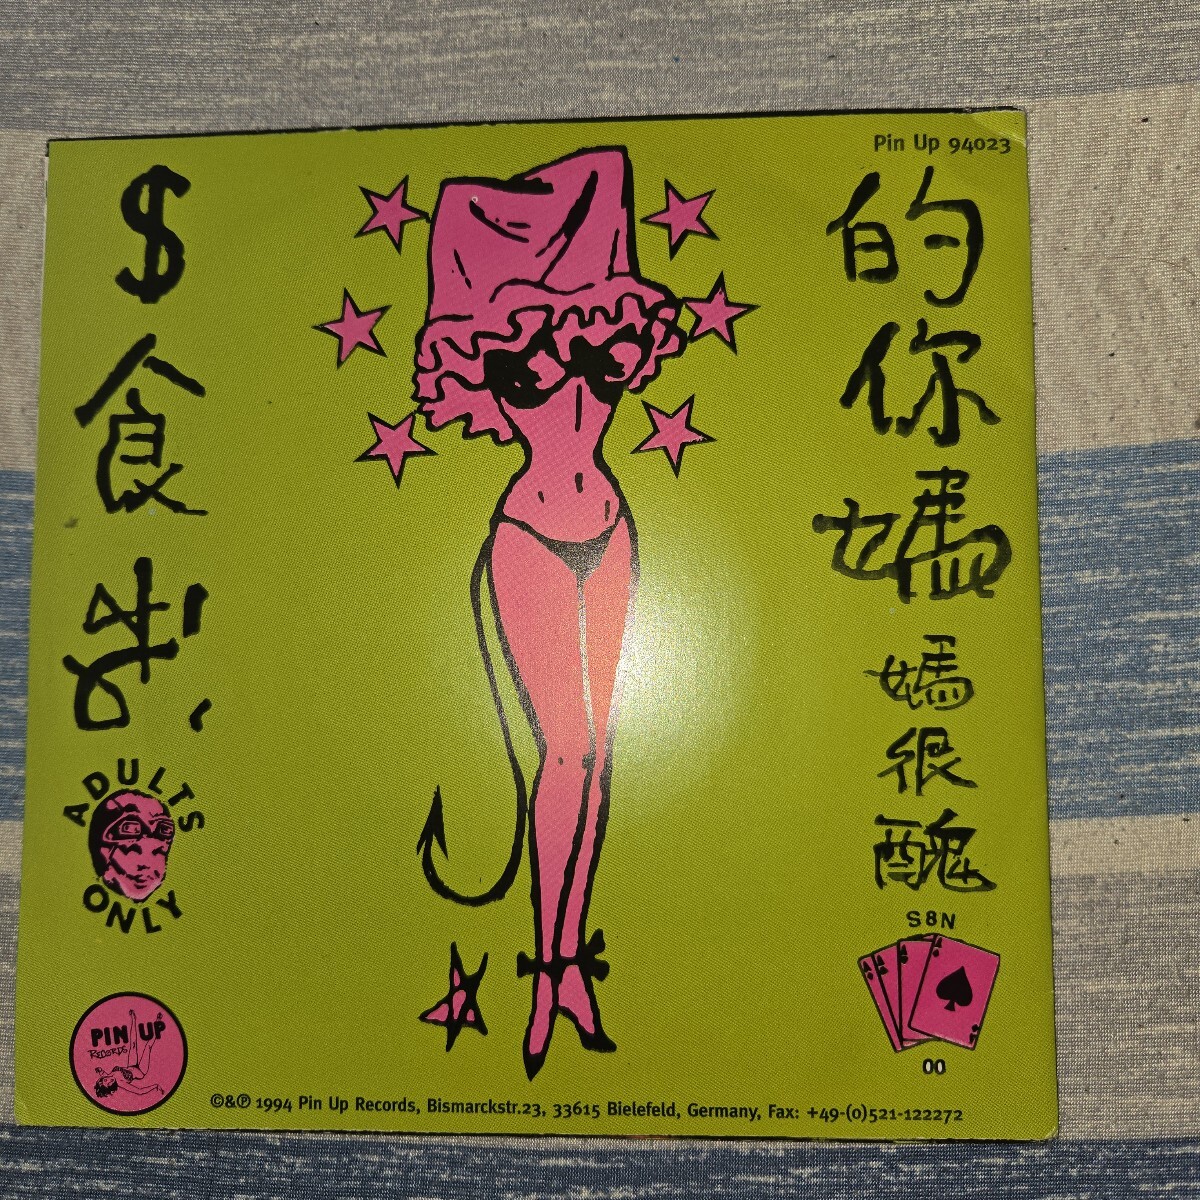 Pin Up 94023
$
食
的
你
媽
媽
很
醜
ADULTS
ONLY
S8N
A
A
A
A
00
PIN UP
RECORDS
©&℗ 1994 Pin Up Records, Bismarckstr.23, 33615 Bielefeld, Germany, Fax: +49-(0)521-122272